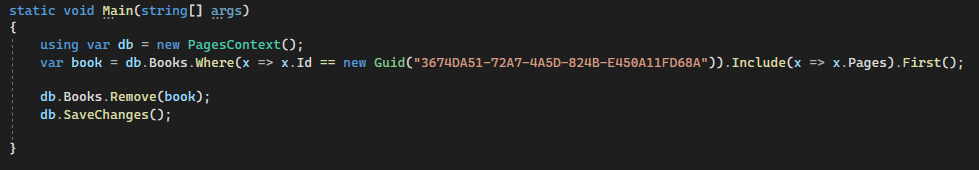 static void Main(string[] args)
{
using var db = new PagesContext();
var book = db.Books.Where(x => x.Id == new Guid("3674DA51-72A7-4A5D-824B-E450A11FD68A")).Include(x => x.Pages).First();
db.Books.Remove(book);
db.SaveChanges();
}